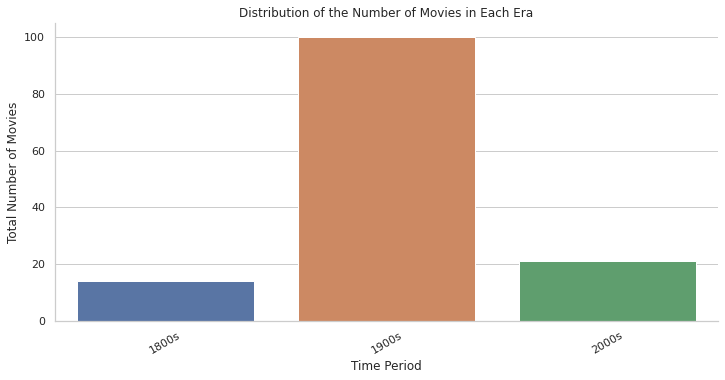 Distribution of the Number of Movies in Each Era
Total Number of Movies
100
80
60
40
20
0
1800s
1900s
2000s
Time Period